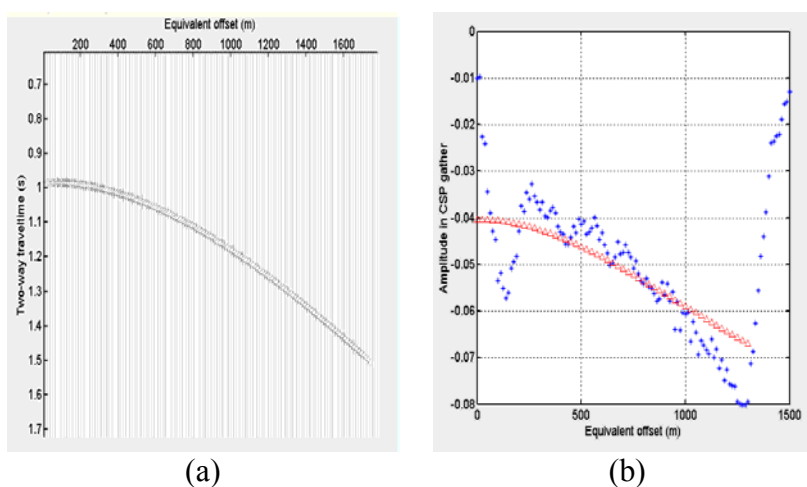 Equivalent offset (m)
200 400 600 800 1000 1200 1400 1600
Two-way traveltime (s)
0.7
0.8
0.9
1
1.1
1.2
1.3
1.4
1.5
1.6
1.7
(a)
Amplitude in CSP gather
0
-0.01
-0.02
-0.03
-0.04
-0.05
-0.06
-0.07
-0.08
0 500 1000 1500
Equivalent offset (m)
(b)